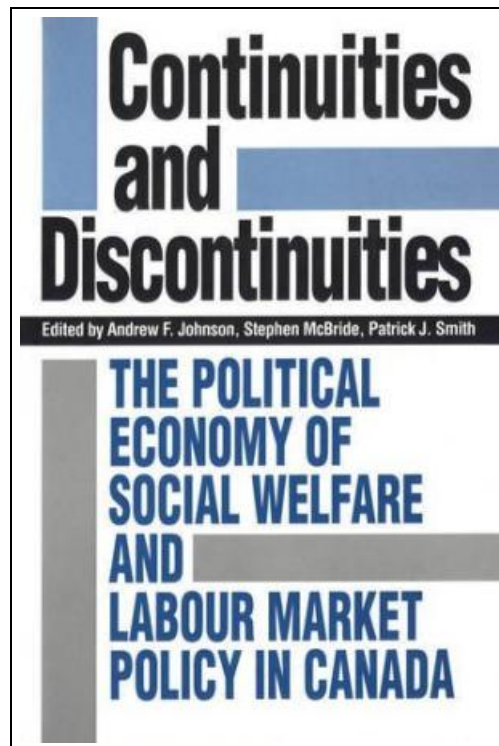 Continuities
and
Discontinuities
Edited by Andrew F. Johnson, Stephen McBride, Patrick J. Smith
THE POLITICAL
ECONOMY OF
SOCIAL WELFARE
AND
LABOUR MARKET
POLICY IN CANADA